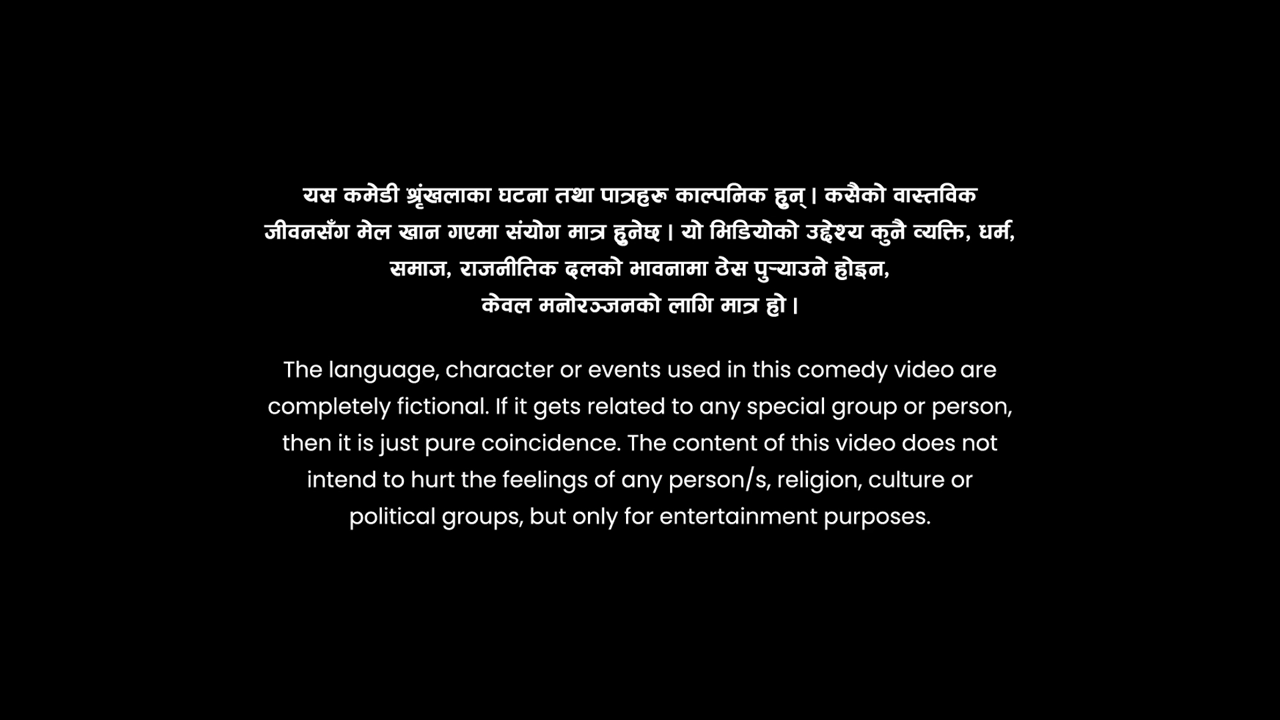 यस कमेडी श्रृंखलाका घटना तथा पात्रहरू काल्पनिक हुन् । कसैको वास्तविक
जीवनसँग मेल खान गएमा संयोग मात्र हुनेछ । यो भिडियोको उद्देश्य कुनै व्यक्ति, धर्म,
समाज, राजनीतिक दलको भावनामा ठेस पुर्‍याउने होइन,
केवल मनोरञ्जनको लागि मात्र हो ।
The language, character or events used in this comedy video are
completely fictional. If it gets related to any special group or person,
then it is just pure coincidence. The content of this video does not
intend to hurt the feelings of any person/s, religion, culture or
political groups, but only for entertainment purposes.